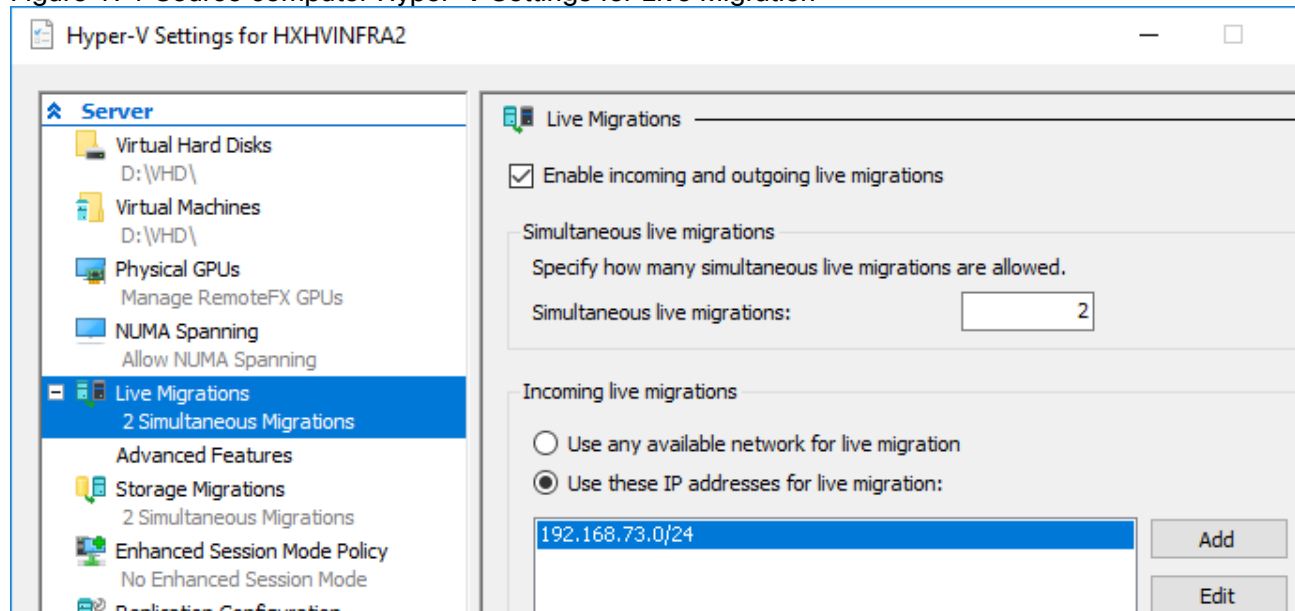 Hyper-V Settings for HXHVINFRA2
Server
Virtual Hard Disks
D:\VHD\
Virtual Machines
D:\VHD\
Physical GPUs
Manage RemoteFX GPUs
NUMA Spanning
Allow NUMA Spanning
Live Migrations
2 Simultaneous Migrations
Advanced Features
Storage Migrations
2 Simultaneous Migrations
Enhanced Session Mode Policy
No Enhanced Session Mode
Live Migrations
Enable incoming and outgoing live migrations
Simultaneous live migrations
Specify how many simultaneous live migrations are allowed.
Simultaneous live migrations: 2
Incoming live migrations
Use any available network for live migration
Use these IP addresses for live migration:
192.168.73.0/24
Add
Edit